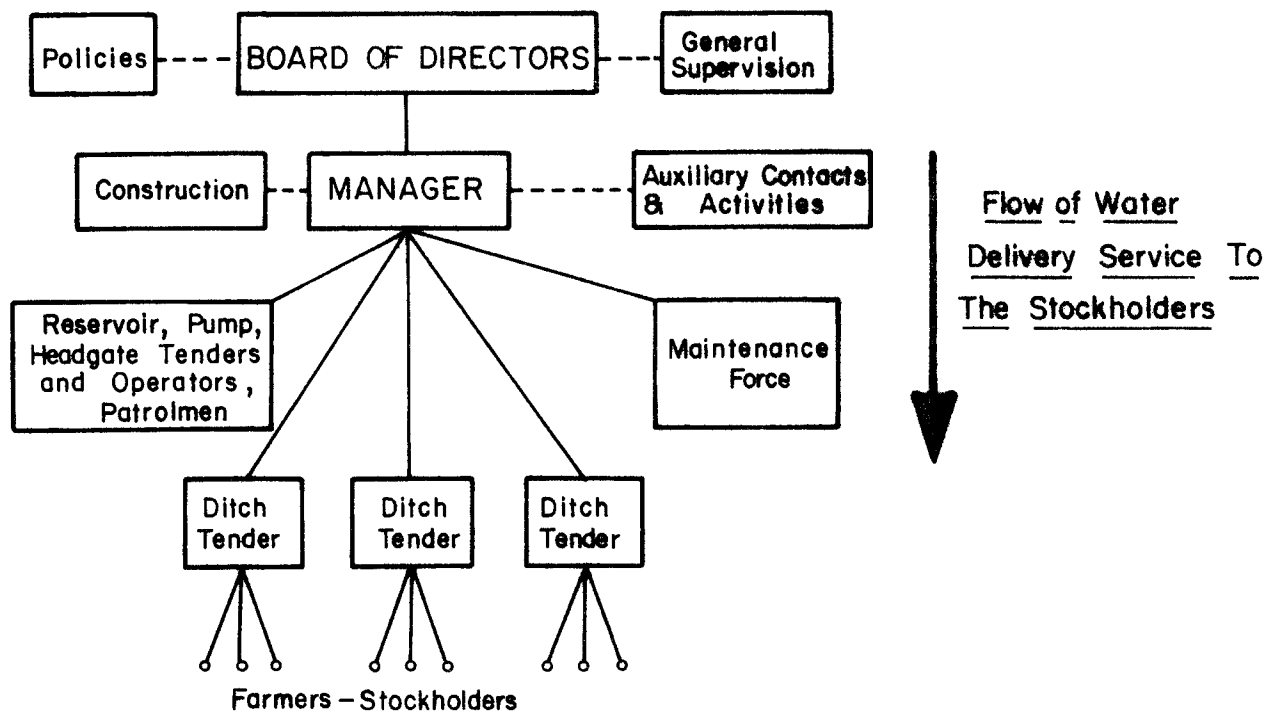 Policies
BOARD OF DIRECTORS
General
Supervision
Construction
MANAGER
Auxiliary Contacts
& Activities
Flow of Water
Delivery Service To
The Stockholders
Reservoir, Pump,
Headgate Tenders
and Operators,
Patrolmen
Maintenance
Force
Ditch
Tender
Ditch
Tender
Ditch
Tender
Farmers - Stockholders